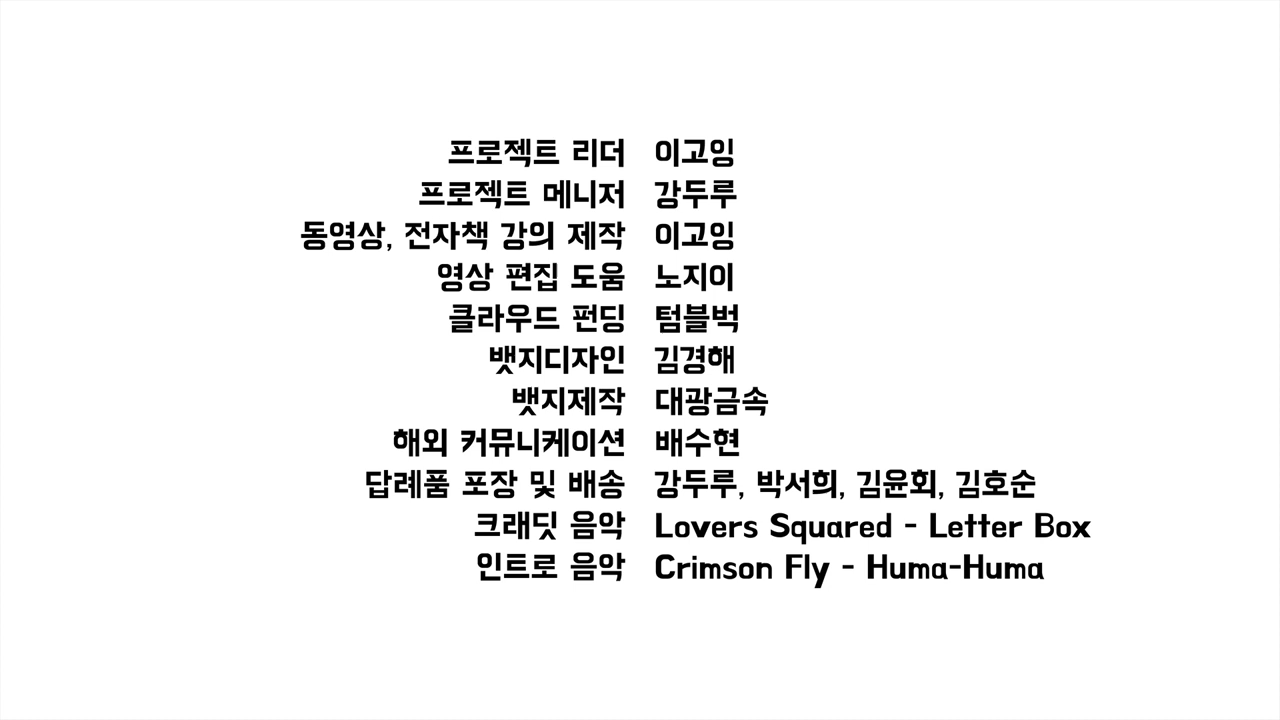 프로젝트 리더 이고잉
프로젝트 메니저 강두루
동영상, 전자책 강의 제작 이고잉
영상 편집 도움 노지이
클라우드 펀딩 텀블벅
뱃지디자인 김경해
뱃지제작 대광금속
해외 커뮤니케이션 배수현
답례품 포장 및 배송 강두루, 박서희, 김윤회, 김호순
크래딧 음악 Lovers Squared - Letter Box
인트로 음악 Crimson Fly - Huma-Huma